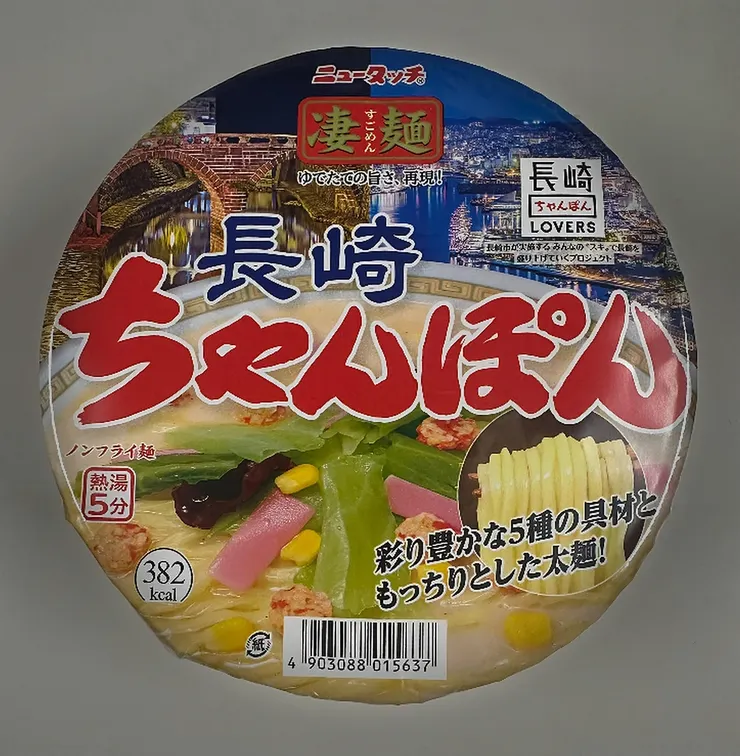 ニュータッチ®
凄麺
すごめん
ゆでたての旨さ、再現!
長崎
ちゃんぽん
LOVERS
長崎市が実施する みんなの"スキ"で長崎を
盛り上げていくプロジェクト
長崎
ちゃんぽん
ノンフライ麺
熱湯
5分
彩り豊かな5種の具材と
もっちりとした太麺!
382
kcal
紙
4 903088 015637